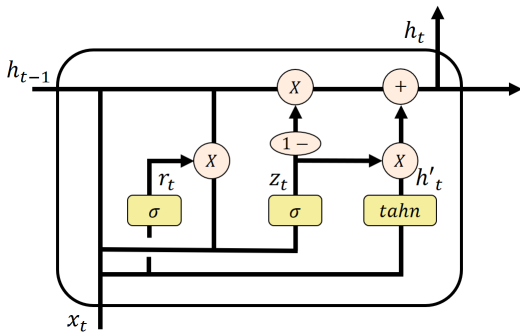 h_t
h_{t-1}
X
+
1 −
X
X
r_t
z_t
h'_t
σ
σ
tahn
x_t